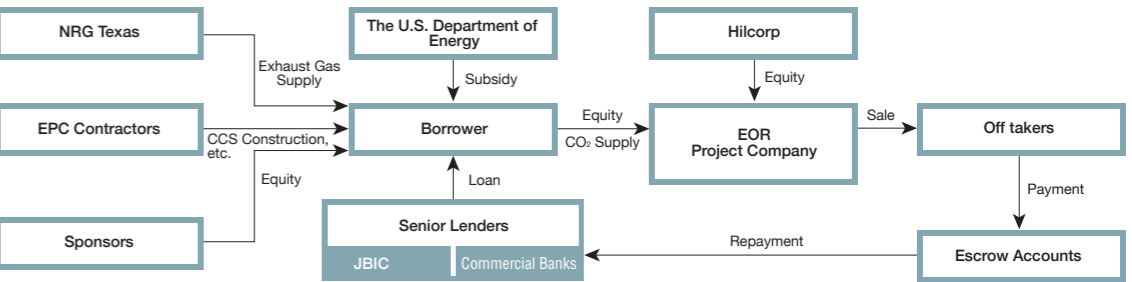 NRG Texas
The U.S. Department of
Energy
Hilcorp
Exhaust Gas
Supply
Subsidy
Equity
EPC Contractors
CCS Construction,
etc.
Borrower
Equity
CO₂ Supply
EOR
Project Company
Sale
Off takers
Equity
Loan
Payment
Sponsors
Senior Lenders
JBIC
Commercial Banks
Repayment
Escrow Accounts